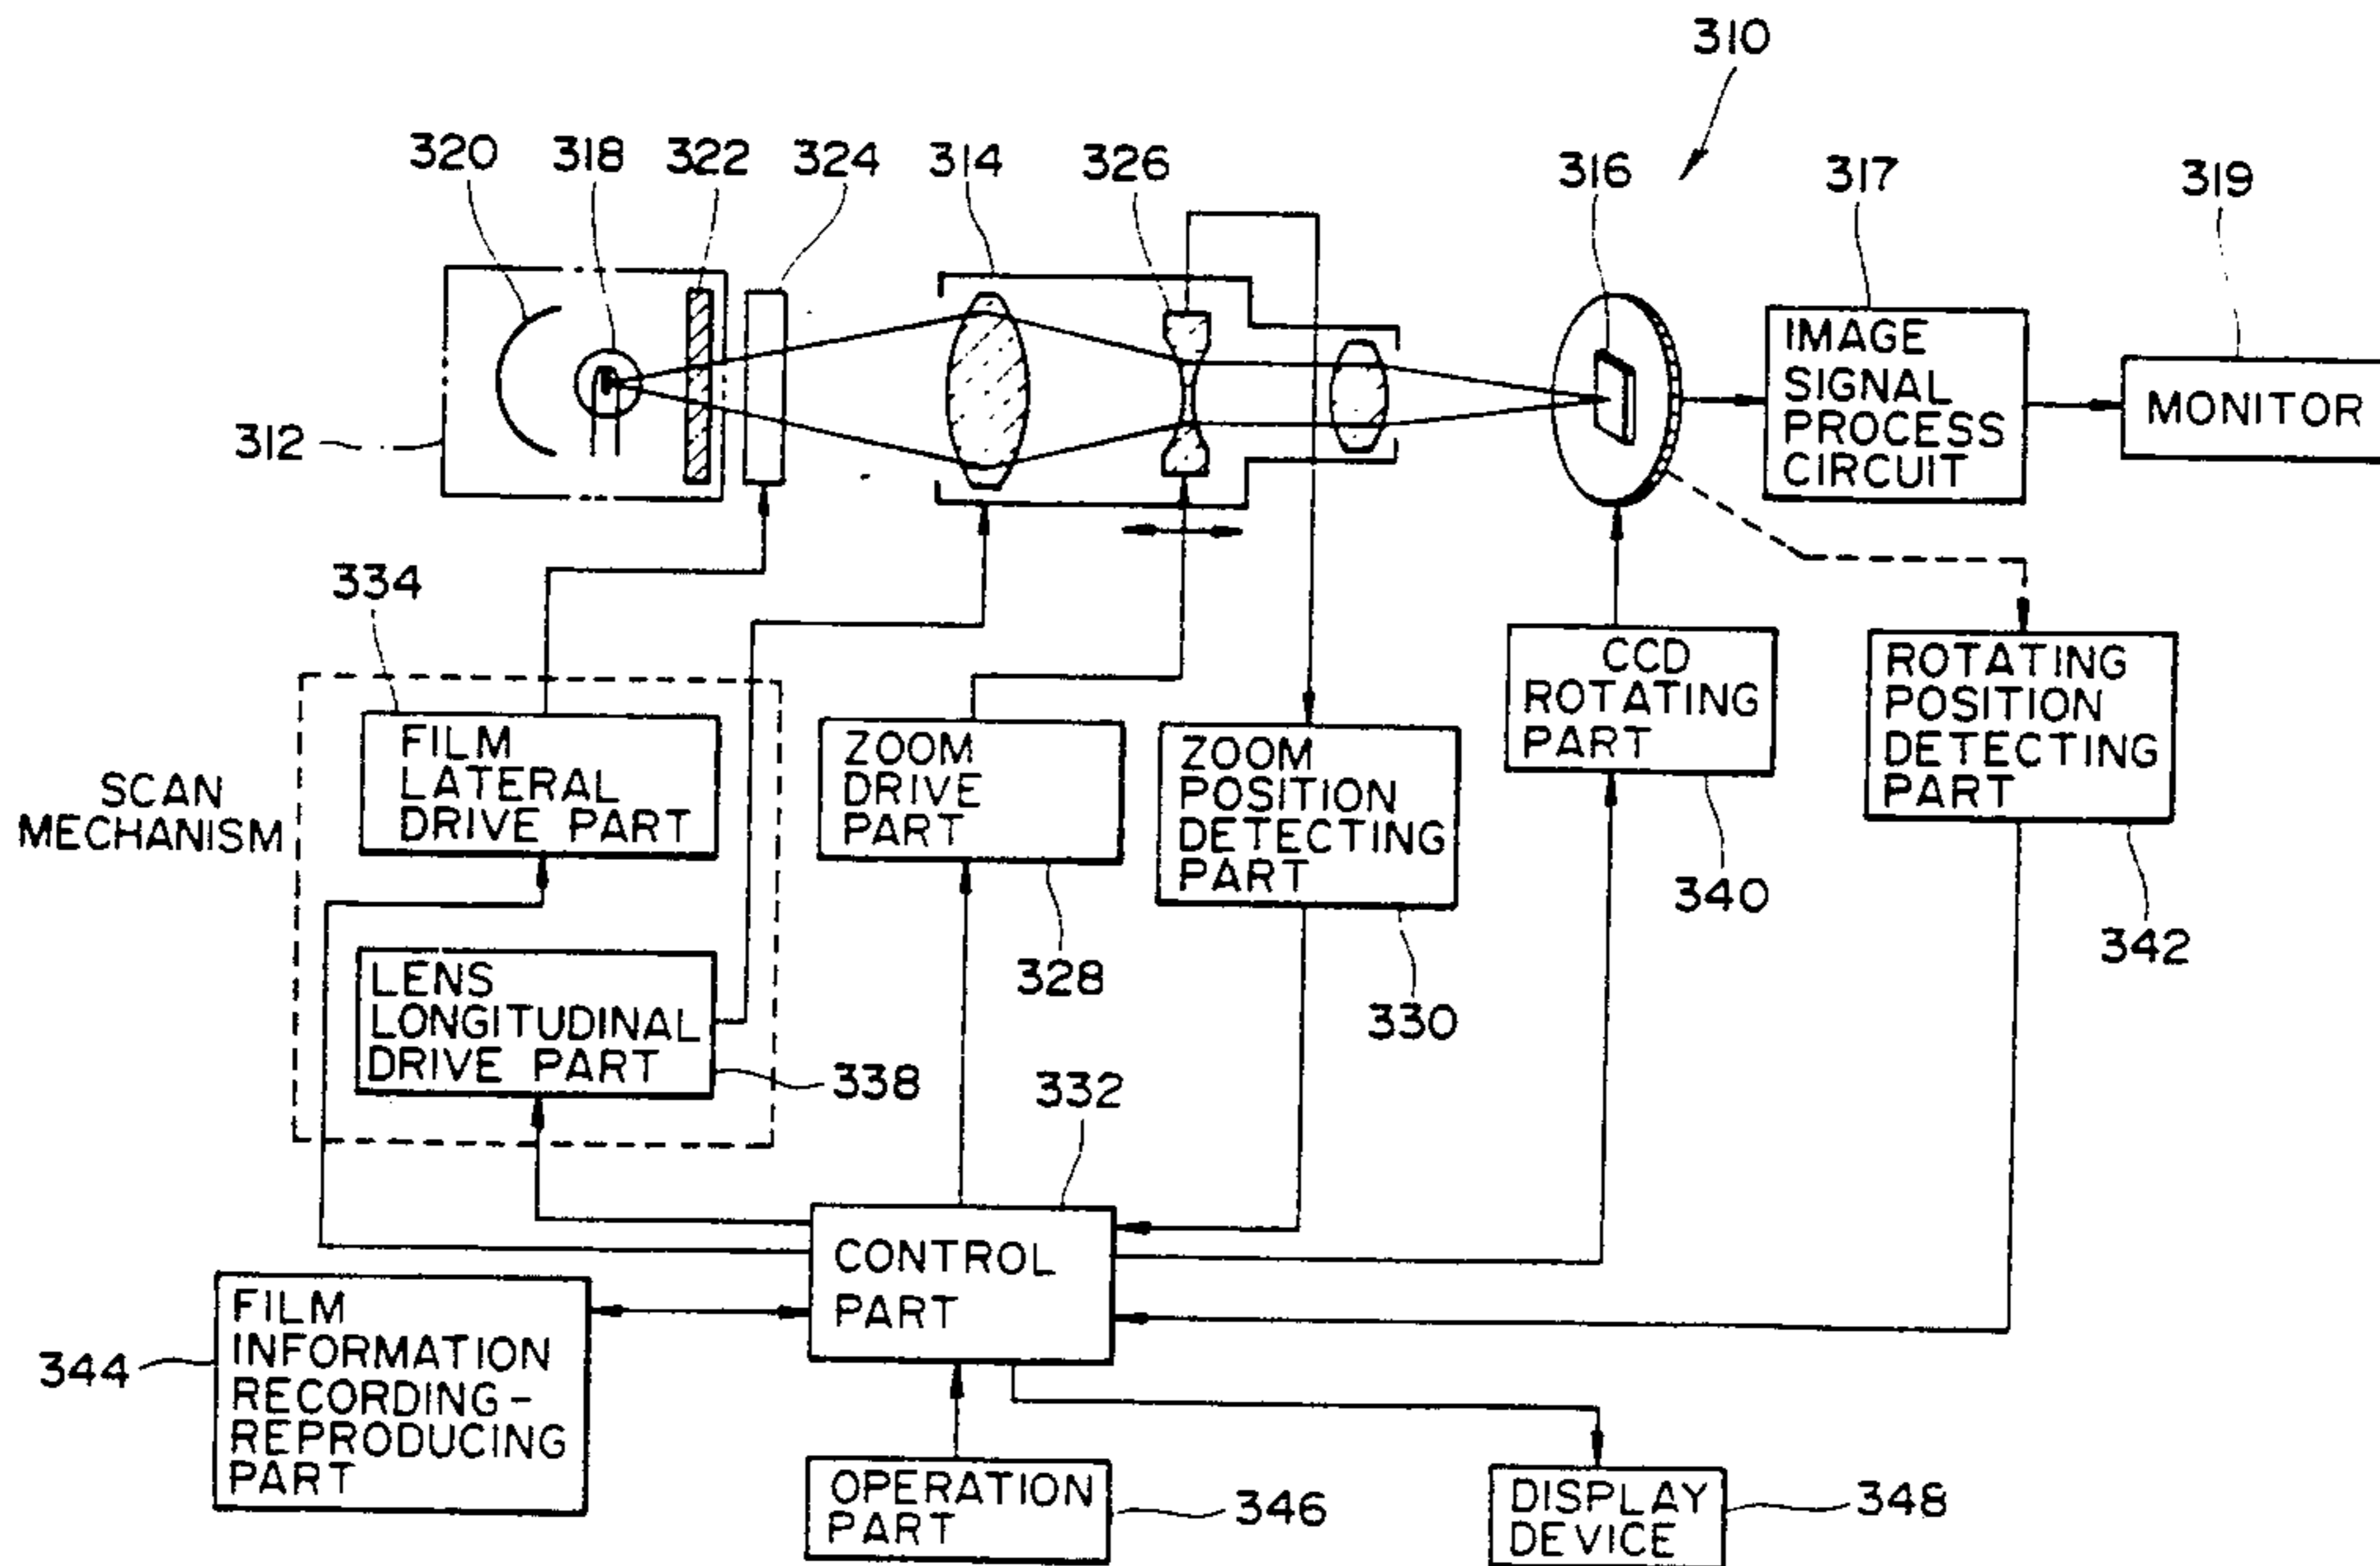 310
320
318
322
324
314
326
316
317
319
312
IMAGE
SIGNAL
PROCESS
CIRCUIT
MONITOR
334
SCAN
MECHANISM
FILM
LATERAL
DRIVE PART
ZOOM
DRIVE
PART
ZOOM
POSITION
DETECTING
PART
CCD
ROTATING
PART
ROTATING
POSITION
DETECTING
PART
328
330
340
342
LENS
LONGITUDINAL
DRIVE PART
338
332
CONTROL
PART
344
FILM
INFORMATION
RECORDING-
REPRODUCING
PART
OPERATION
PART
346
DISPLAY
DEVICE
348